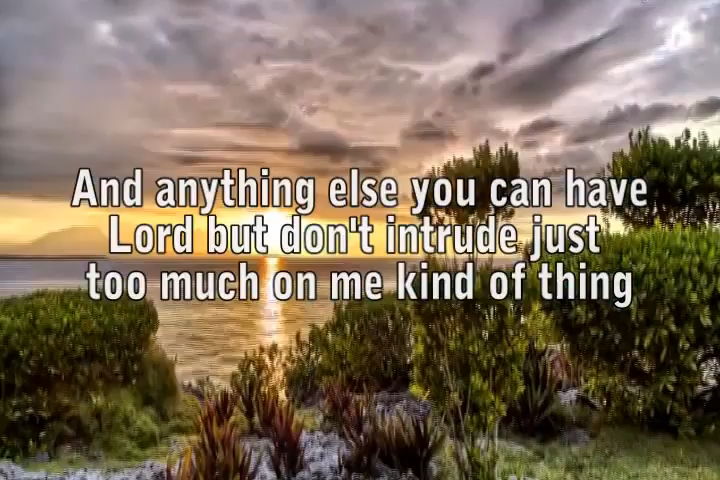 And anything else you can have
Lord but don't intrude just
too much on me kind of thing